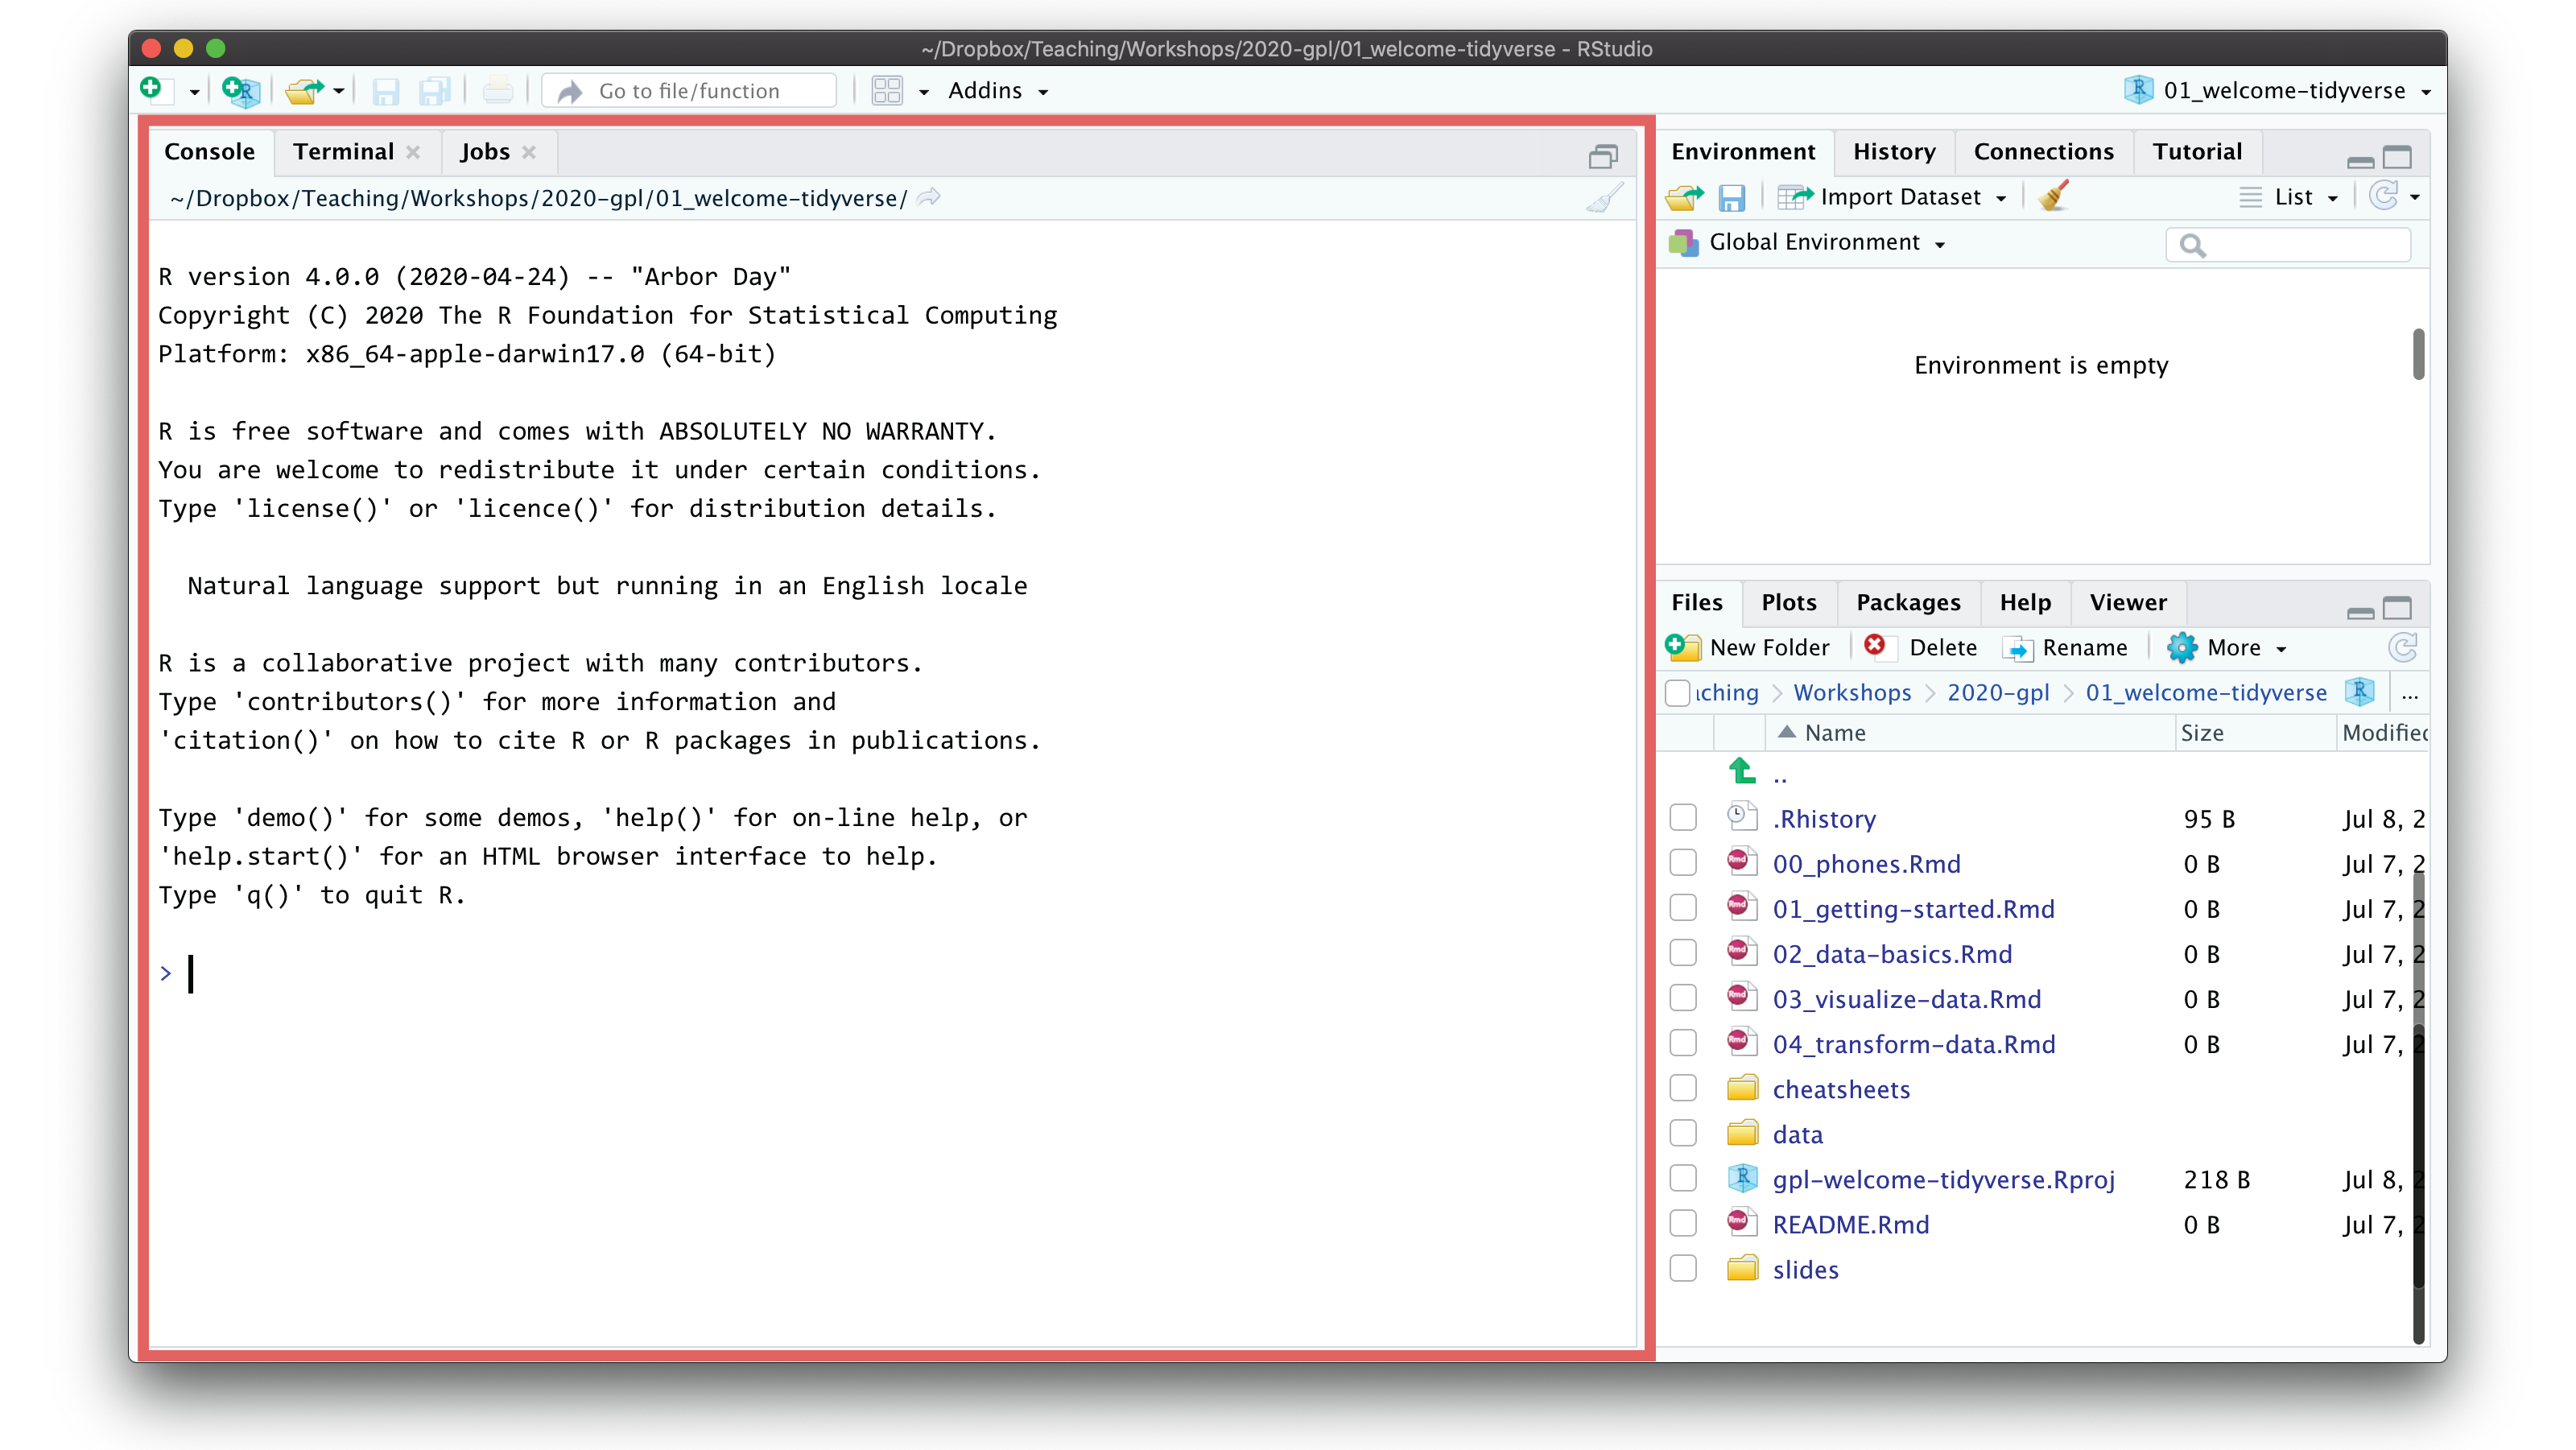 ~/Dropbox/Teaching/Workshops/2020-gpl/01_welcome-tidyverse - RStudio
Go to file/function
Addins
01_welcome-tidyverse
Console
Terminal
Jobs
~/Dropbox/Teaching/Workshops/2020-gpl/01_welcome-tidyverse/
R version 4.0.0 (2020-04-24) -- "Arbor Day"
Copyright (C) 2020 The R Foundation for Statistical Computing
Platform: x86_64-apple-darwin17.0 (64-bit)
R is free software and comes with ABSOLUTELY NO WARRANTY.
You are welcome to redistribute it under certain conditions.
Type 'license()' or 'licence()' for distribution details.
Natural language support but running in an English locale
R is a collaborative project with many contributors.
Type 'contributors()' for more information and
'citation()' on how to cite R or R packages in publications.
Type 'demo()' for some demos, 'help()' for on-line help, or
'help.start()' for an HTML browser interface to help.
Type 'q()' to quit R.
>
Environment History Connections Tutorial
Import Dataset List
Global Environment
Environment is empty
Files Plots Packages Help Viewer
New Folder Delete Rename More
Workshops 2020-gpl 01_welcome-tidyverse ...
Name Size
..
.Rhistory 95 B Jul 8, 2
00_phones.Rmd 0 B Jul 7, 2
01_getting-started.Rmd 0 B Jul 7, 2
02_data-basics.Rmd 0 B Jul 7, 2
03_visualize-data.Rmd 0 B Jul 7, 2
04_transform-data.Rmd 0 B Jul 7, 2
cheatsheets
data
gpl-welcome-tidyverse.Rproj 218 B Jul 8, 2
README.Rmd 0 B Jul 7, 2
slides